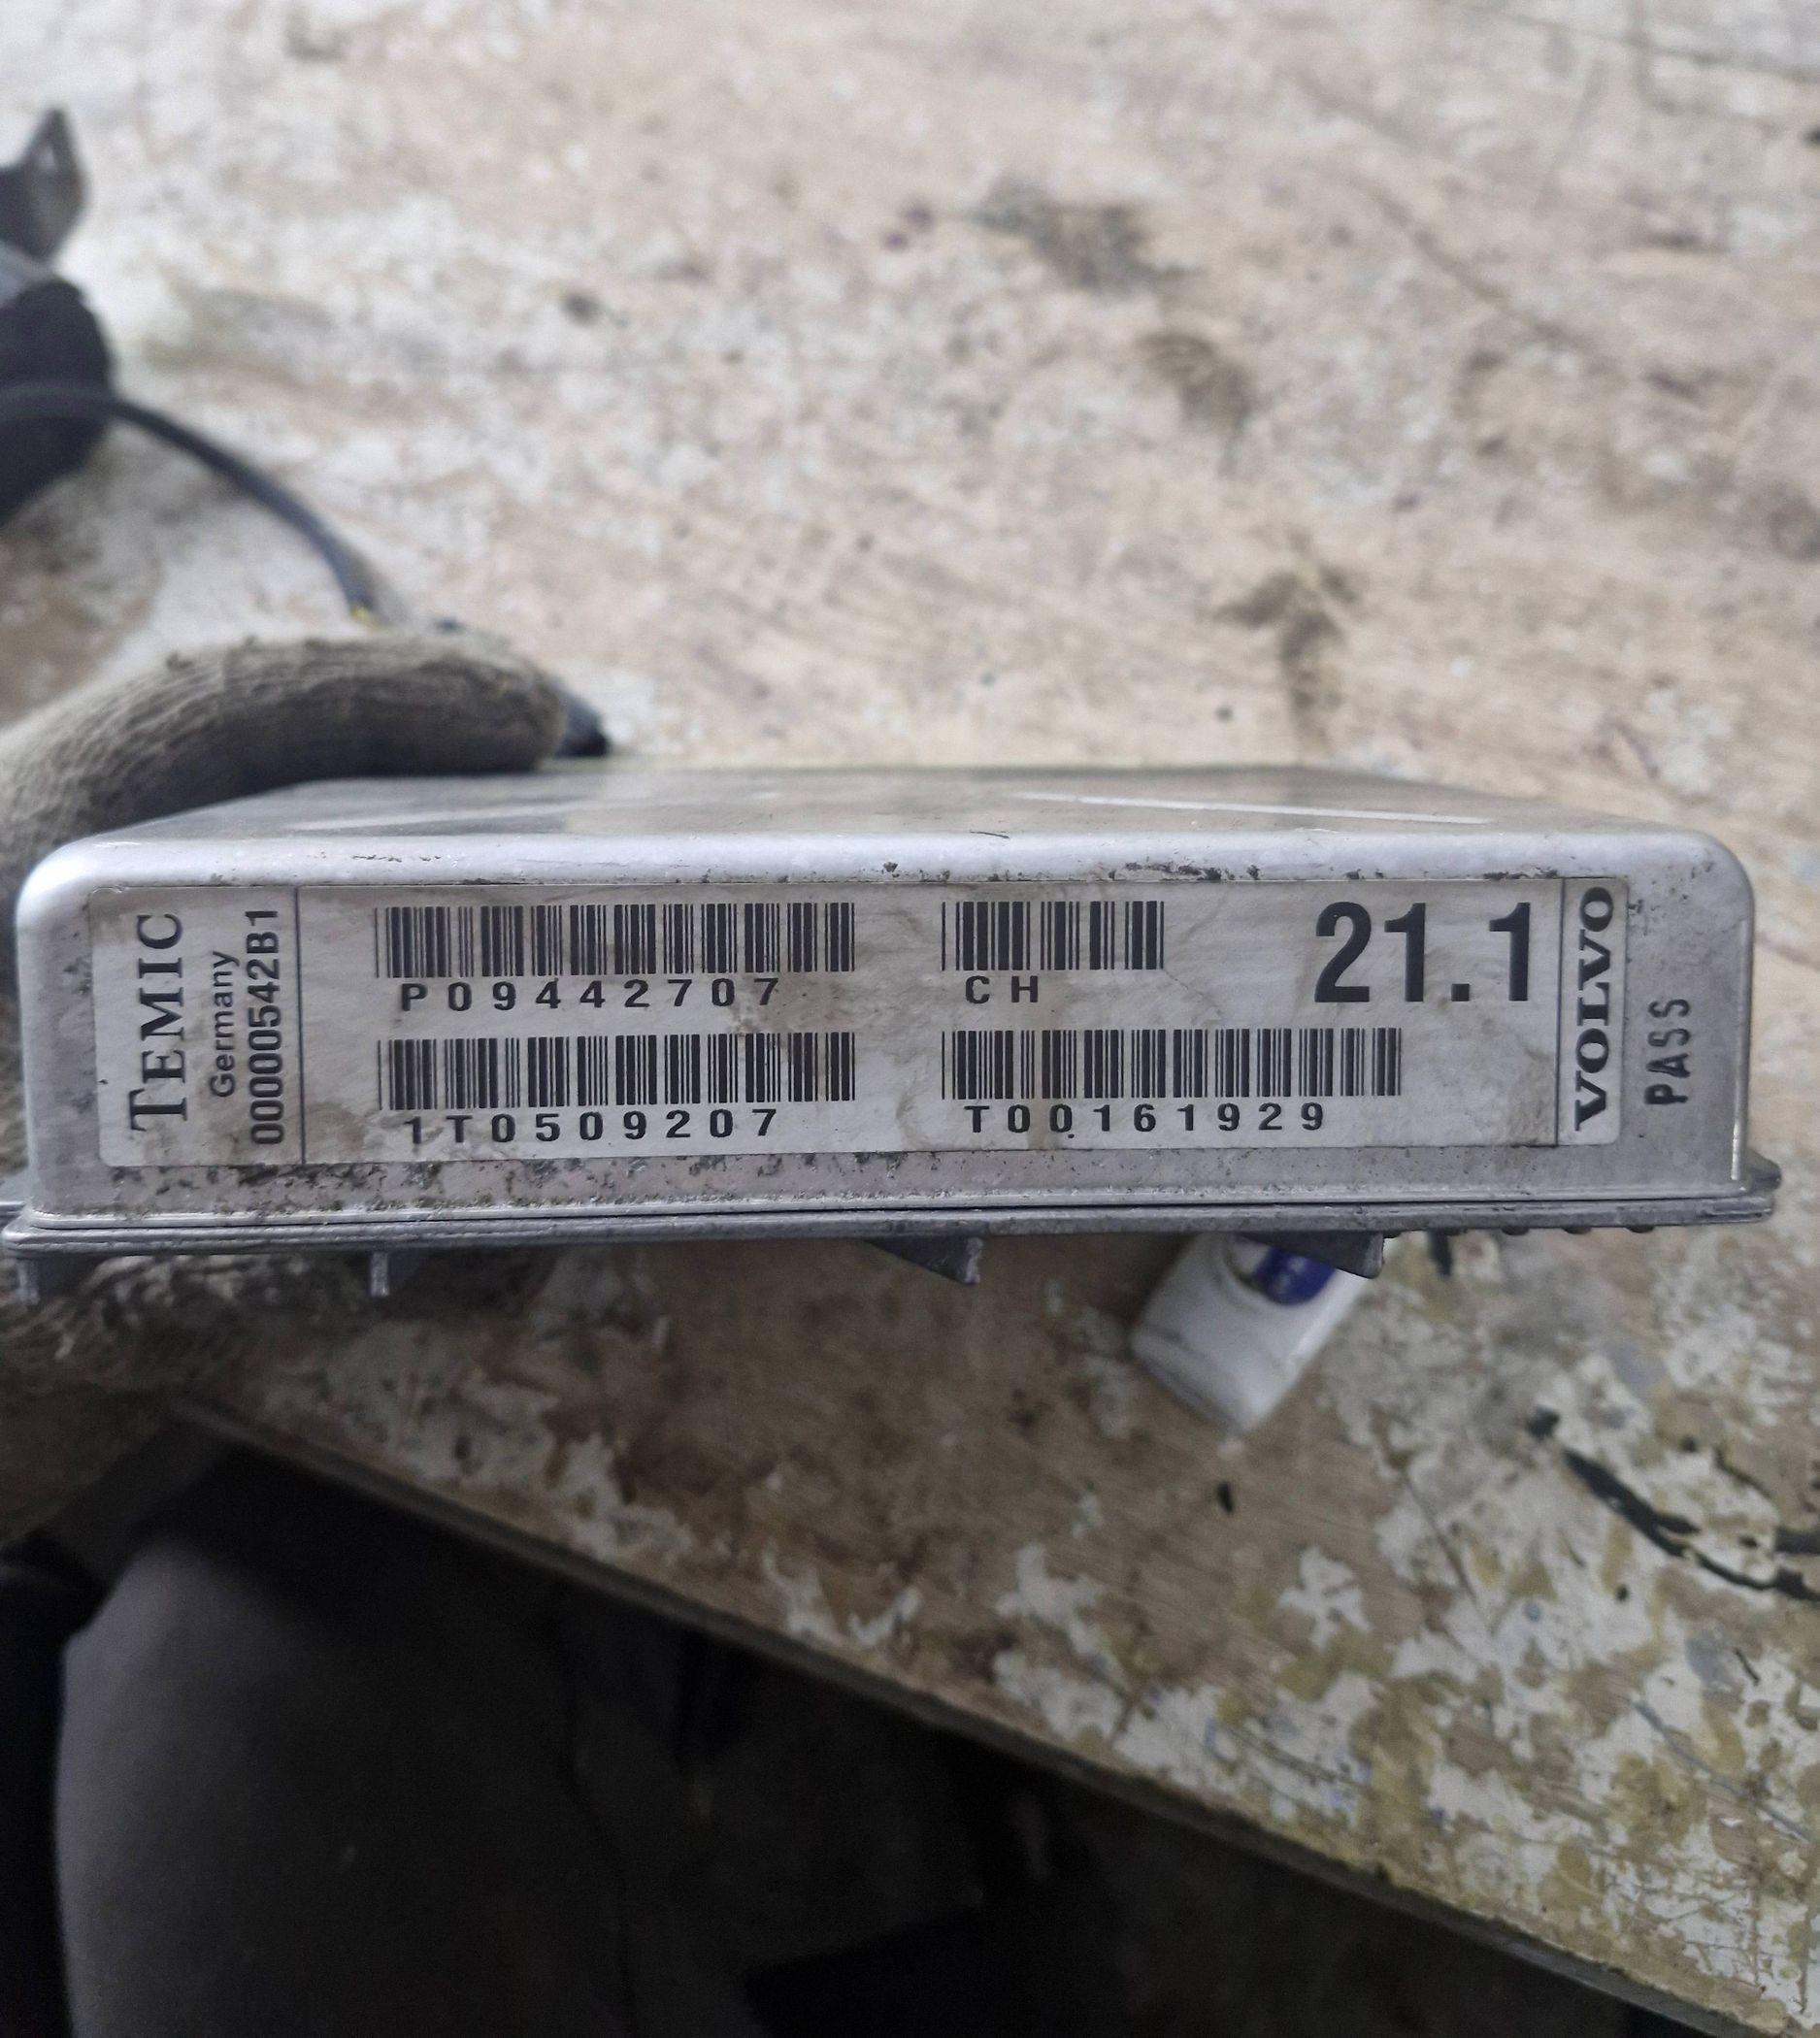 TEMIC
Germany
00000542B1
P09442707
CH
21.1
1T0509207
T00161929
VOLVO
PASS